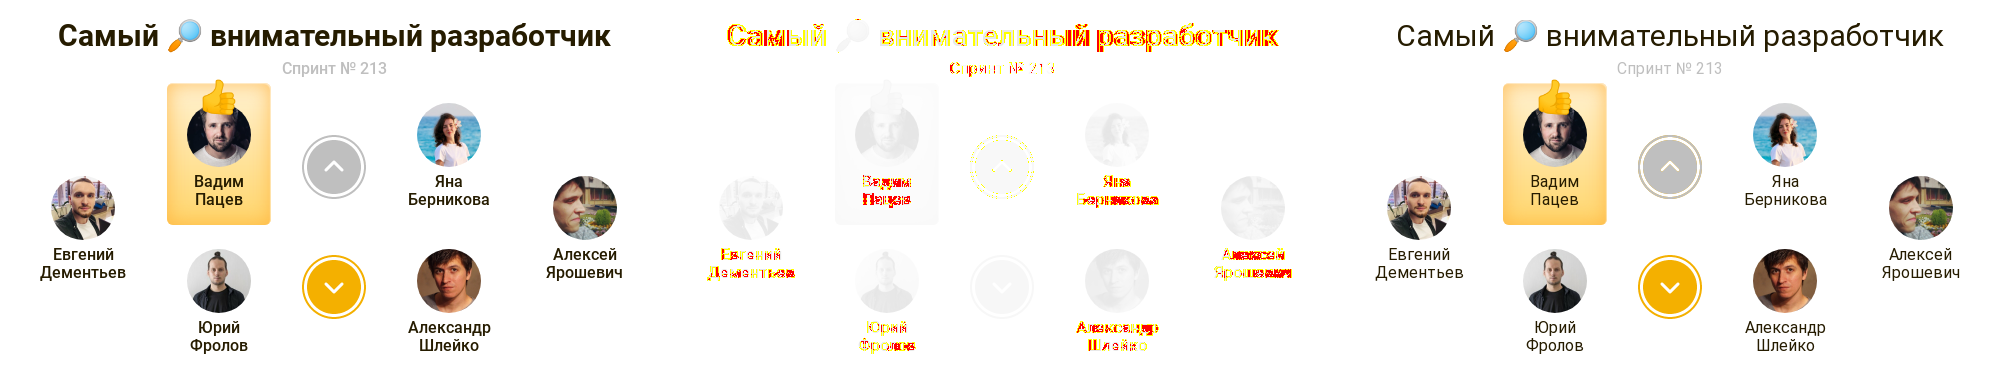 Самый внимательный разработчик
Спринт № 213
Вадим
Пацев
Яна
Берникова
Евгений
Дементьев
Алексей
Ярошевич
Юрий
Фролов
Александр
Шлейко
Самый внимательный разработчик
Спринт № 213
Вадим
Пацев
Яна
Берникова
Евгений
Дементьев
Алексей
Ярошевич
Юрий
Фролов
Александр
Шлейко
Самый внимательный разработчик
Спринт № 213
Вадим
Пацев
Яна
Берникова
Евгений
Дементьев
Алексей
Ярошевич
Юрий
Фролов
Александр
Шлейко